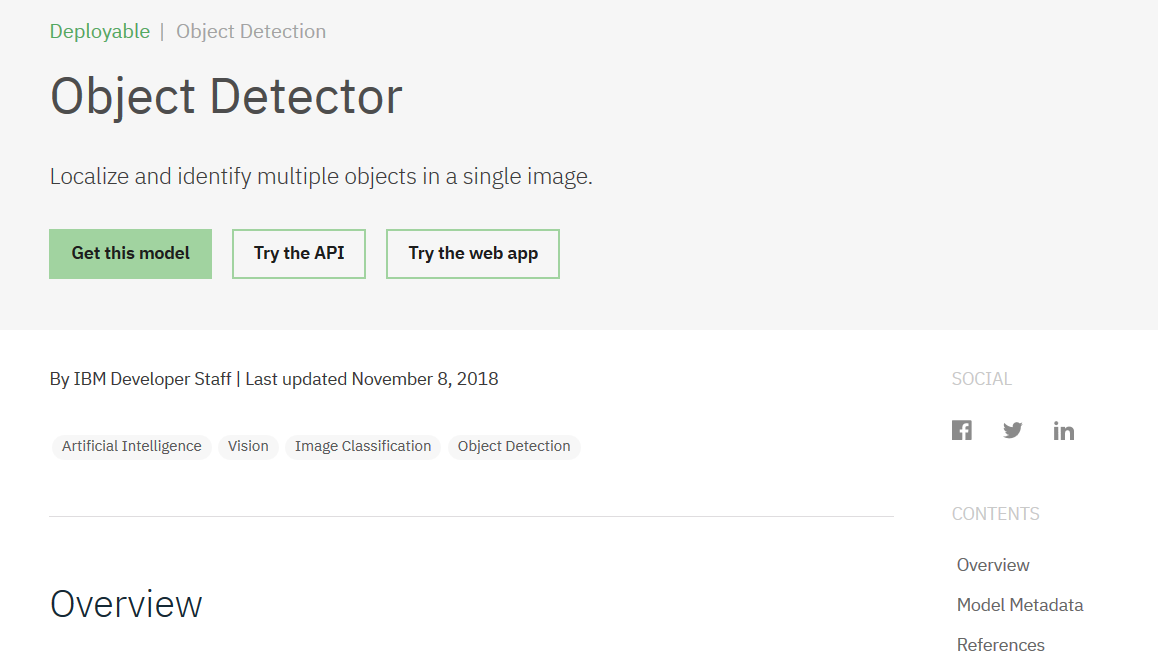 Deployable | Object Detection
Object Detector
Localize and identify multiple objects in a single image.
Get this model
Try the API
Try the web app
By IBM Developer Staff | Last updated November 8, 2018
Artificial Intelligence
Vision
Image Classification
Object Detection
Overview
SOCIAL
CONTENTS
Overview
Model Metadata
References